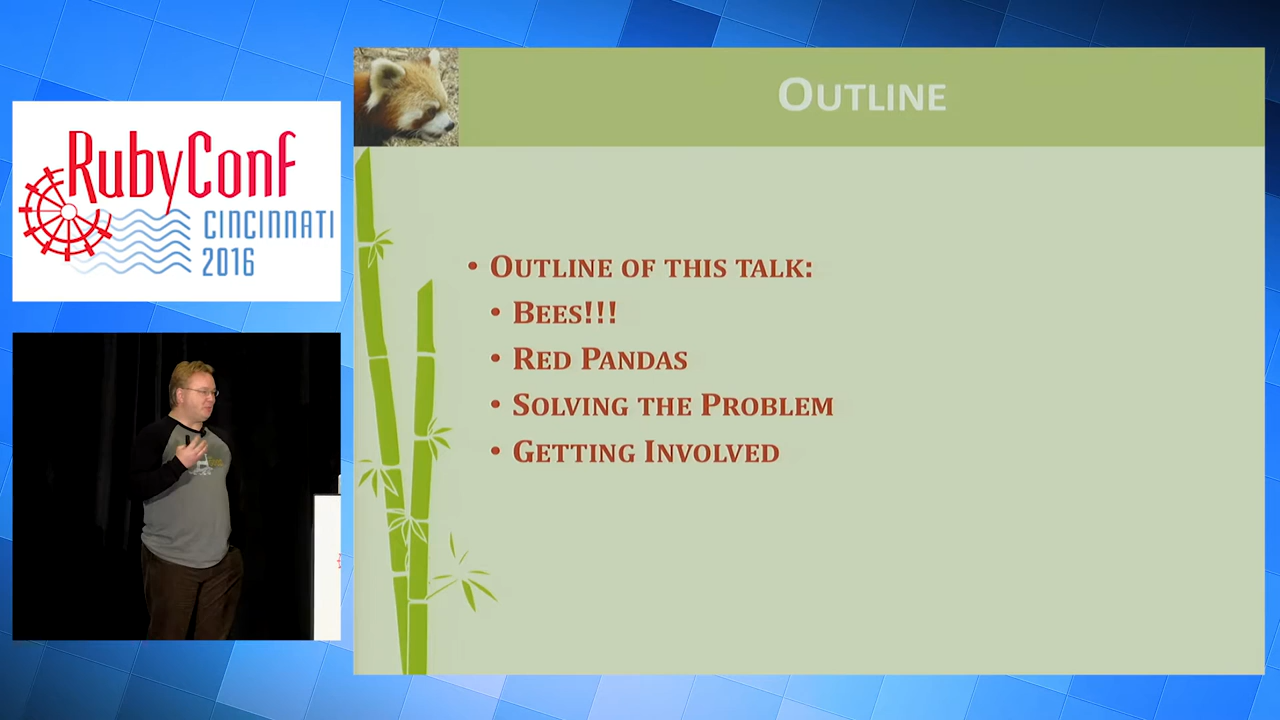 RubyConf
CINCINNATI
2016
OUTLINE
• OUTLINE OF THIS TALK:
• BEES!!!
• RED PANDAS
• SOLVING THE PROBLEM
• GETTING INVOLVED